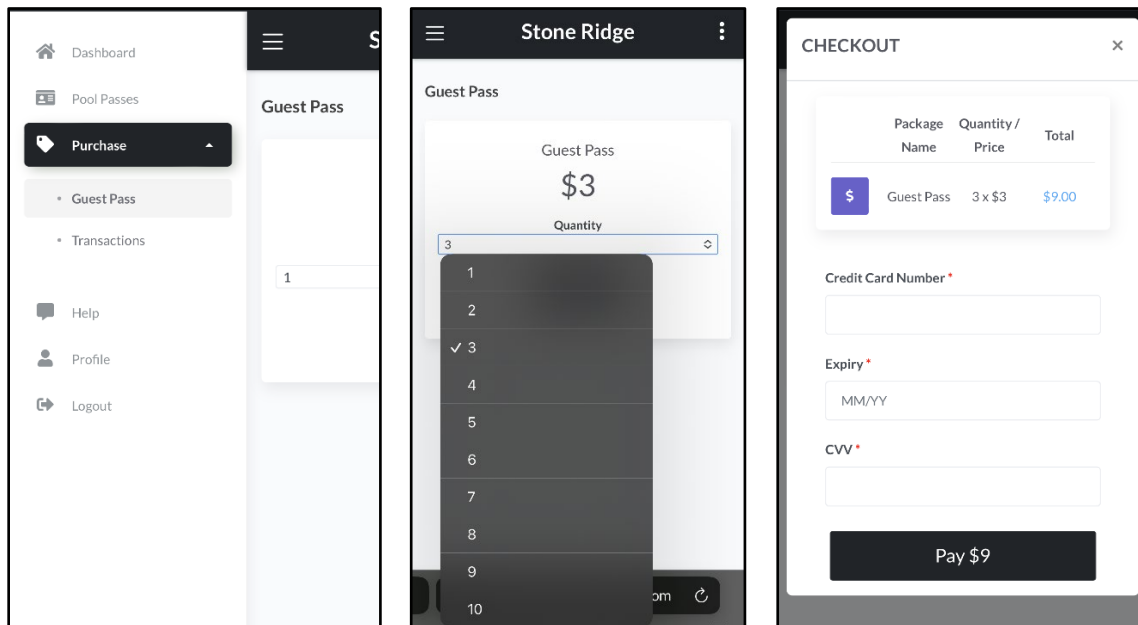 Dashboard
Pool Passes
Purchase
Guest Pass
Transactions
Help
Profile
Logout
Guest Pass
1
Stone Ridge
Guest Pass
Guest Pass
$3
Quantity
3
1
2
3
4
5
6
7
8
9
10
om
CHECKOUT
Package Name Quantity / Price Total
$ Guest Pass 3 x $3 $9.00
Credit Card Number *
Expiry *
MM/YY
CVV *
Pay $9